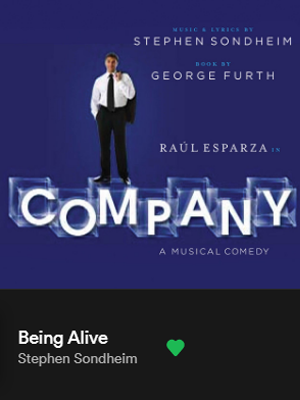 MUSIC & LYRICS BY
STEPHEN SONDHEIM
BOOK BY
GEORGE FURTH
RAÚL ESPARZA IN
COMPANY
A MUSICAL COMEDY
Being Alive
Stephen Sondheim